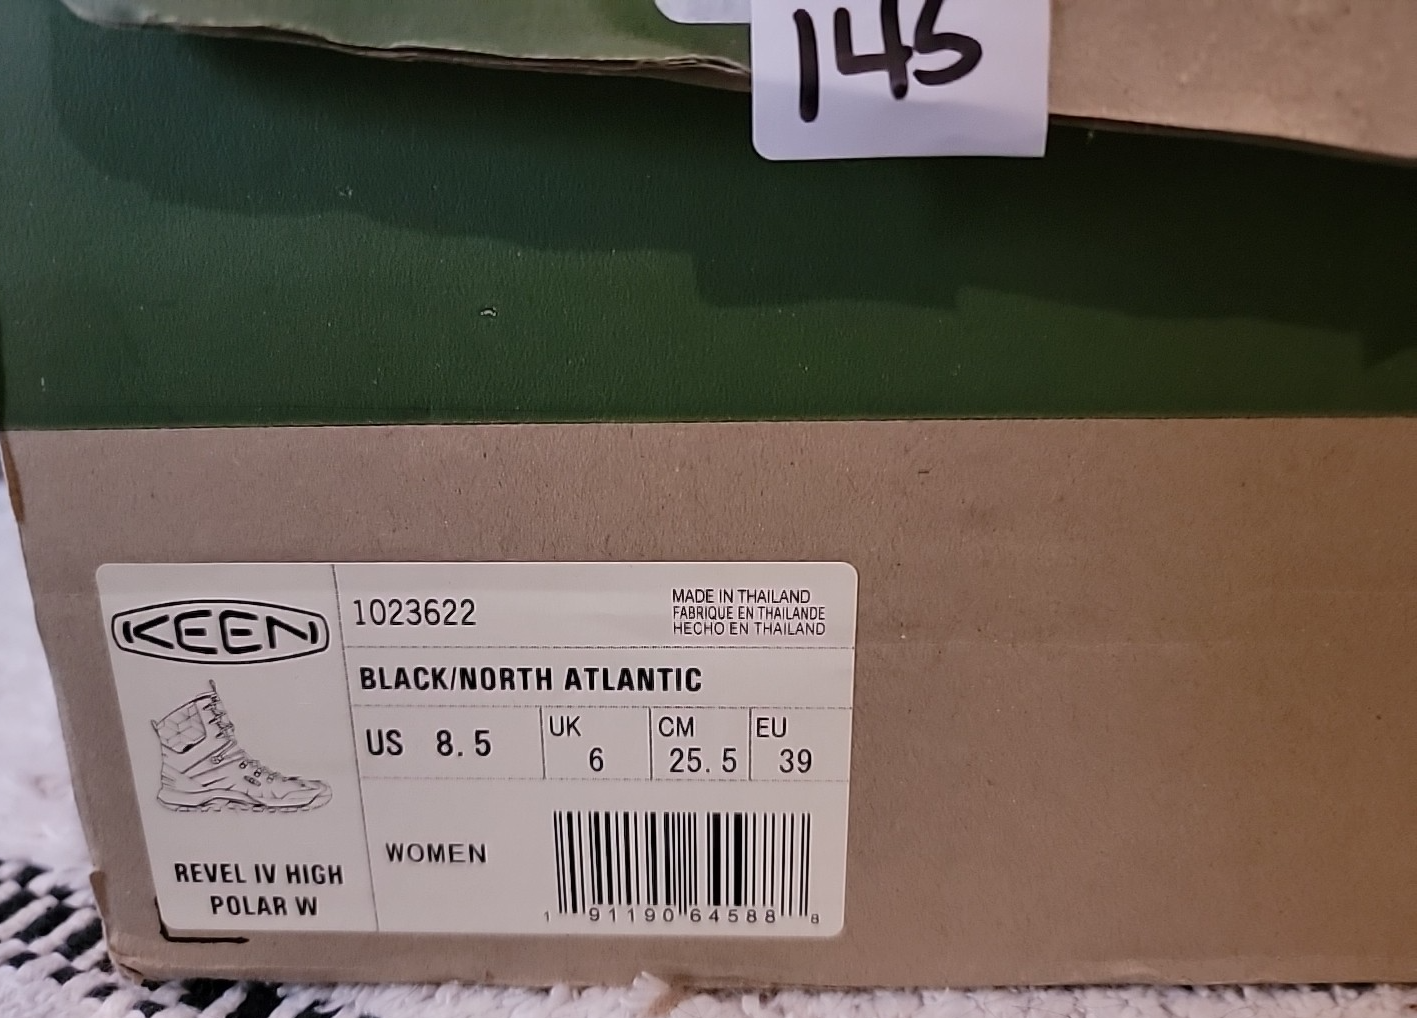 145
KEEN
1023622
MADE IN THAILAND
FABRIQUE EN THAILANDE
HECHO EN THAILAND
BLACK/NORTH ATLANTIC
US 8.5
UK
6
CM
25.5
EU
39
REVEL IV HIGH
POLAR W
WOMEN
1 91190 64588 8